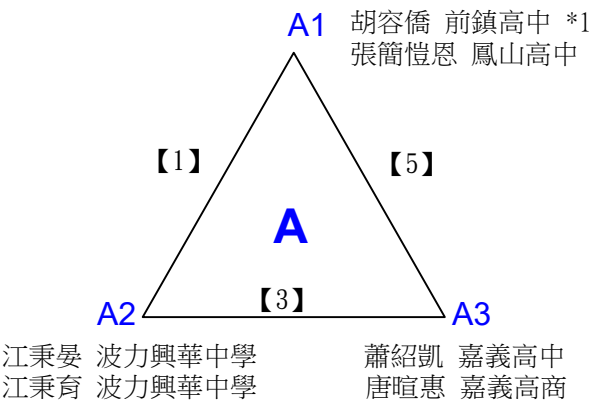 A1 胡容僑 前鎮高中 *1
張簡愷恩 鳳山高中
【1】 【5】
A
【3】
A2 A3
江秉晏 波力興華中學 蕭紹凱 嘉義高中
江秉育 波力興華中學 唐暄惠 嘉義高商